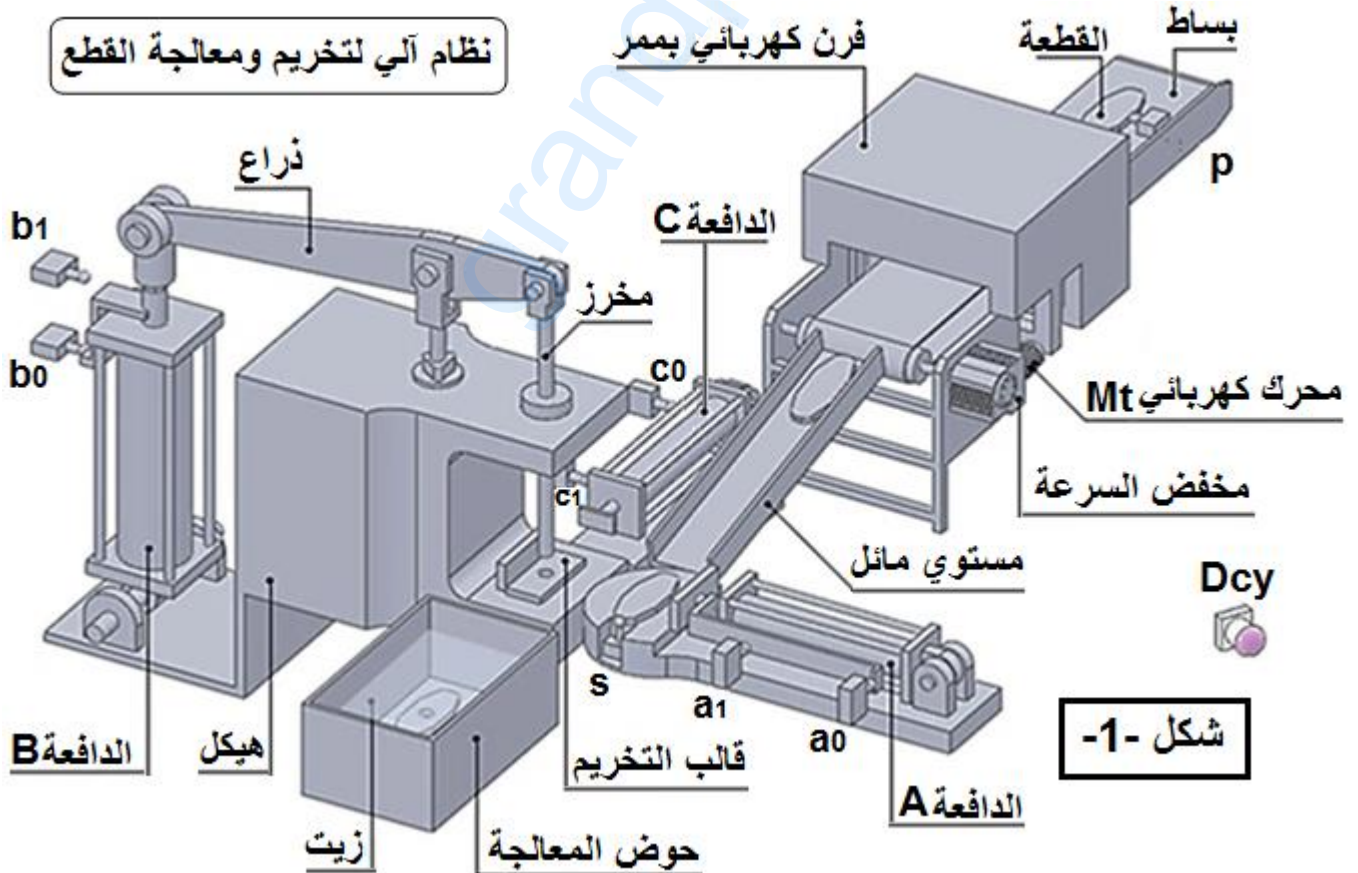 نظام آلي لتخريم ومعالجة القطع
فرن كهربائي بممر
القطعة
بساط
p
ذراع
الدافعة C
b1
مخرز
b0
c0
محرك كهربائي Mt
c1
مخفض السرعة
مستوي مائل
Dcy
s
a1
a0
شكل -1-
الدافعة B
هيكل
قالب التخريم
الدافعة A
زيت
حوض المعالجة